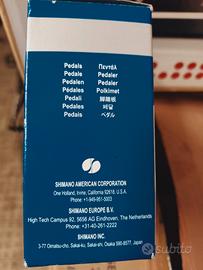 Pedals Πεντάλ
Pédale Pedaler
Pedalen Pedaler
Pédales Polkimet
Pedali 脚踏板
Pedales 페달
Pedais ペダル
SHIMANO AMERICAN CORPORATION
One Holland, Irvine, California 92618, U.S.A.
Phone: +1-949-951-5003
SHIMANO EUROPE B.V.
High Tech Campus 92, 5656 AG Eindhoven, The Netherlands
Phone: +31-40-261-2222
SHIMANO INC.
3-77 Oimatsu-cho, Sakai-ku, Sakai-shi, Osaka 590-8577, Japan
subito